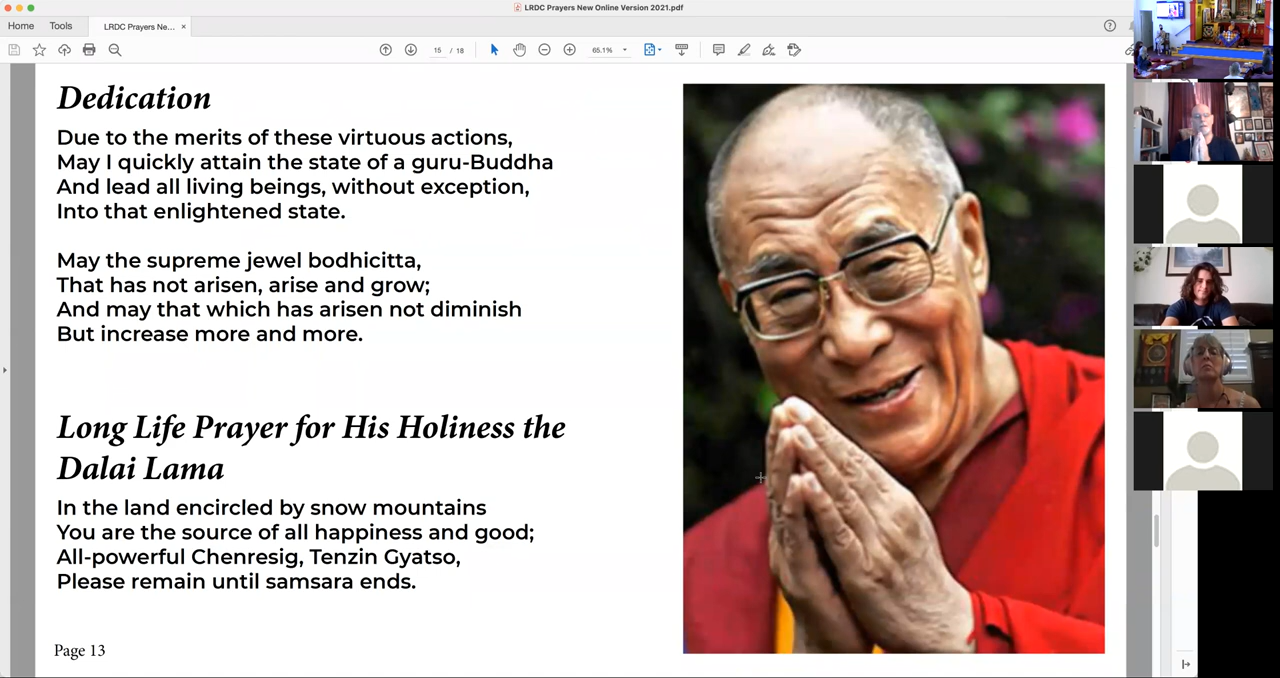 LRDC Prayers New Online Version 2021.pdf
Home Tools LRDC Prayers Ne... ×
15 / 18 65.1%
Dedication
Due to the merits of these virtuous actions,
May I quickly attain the state of a guru-Buddha
And lead all living beings, without exception,
Into that enlightened state.
May the supreme jewel bodhicitta,
That has not arisen, arise and grow;
And may that which has arisen not diminish
But increase more and more.
Long Life Prayer for His Holiness the
Dalai Lama
In the land encircled by snow mountains
You are the source of all happiness and good;
All-powerful Chenresig, Tenzin Gyatso,
Please remain until samsara ends.
Page 13